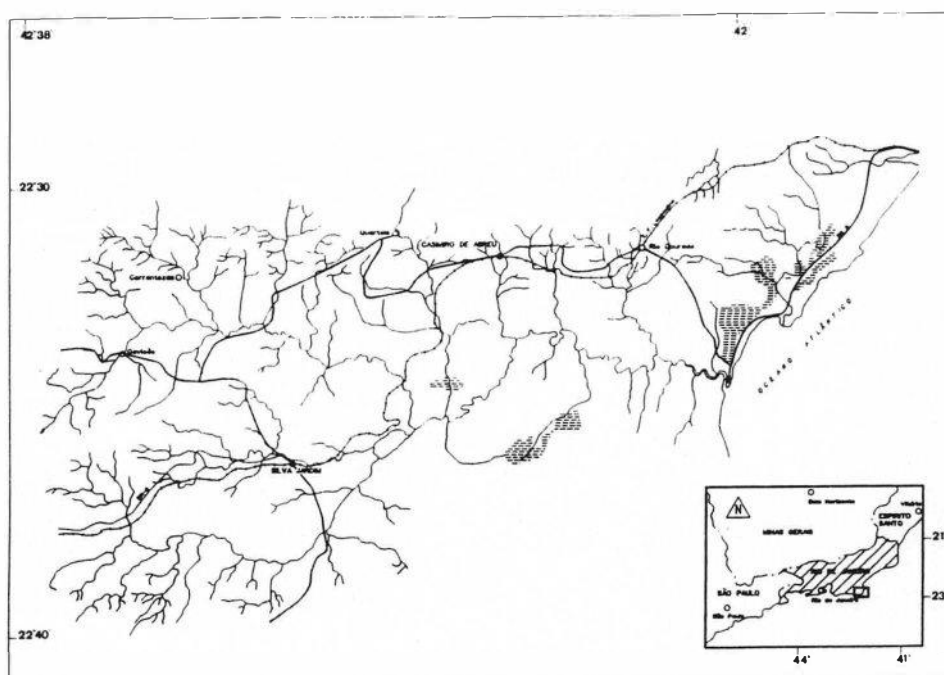 42°38
42
22°30
Quartéis
CASIMIRO DE ABREU
Rio Dourado
Correntezas
Gaviões
OCEANO ATLÂNTICO
SILVA JARDIM
22°40
N
Belo Horizonte
Vitória
ESPIRITO
SANTO
MINAS GERAIS
21
RIO DE JANEIRO
SÃO PAULO
Rio de Janeiro
São Paulo
23
44°
41°